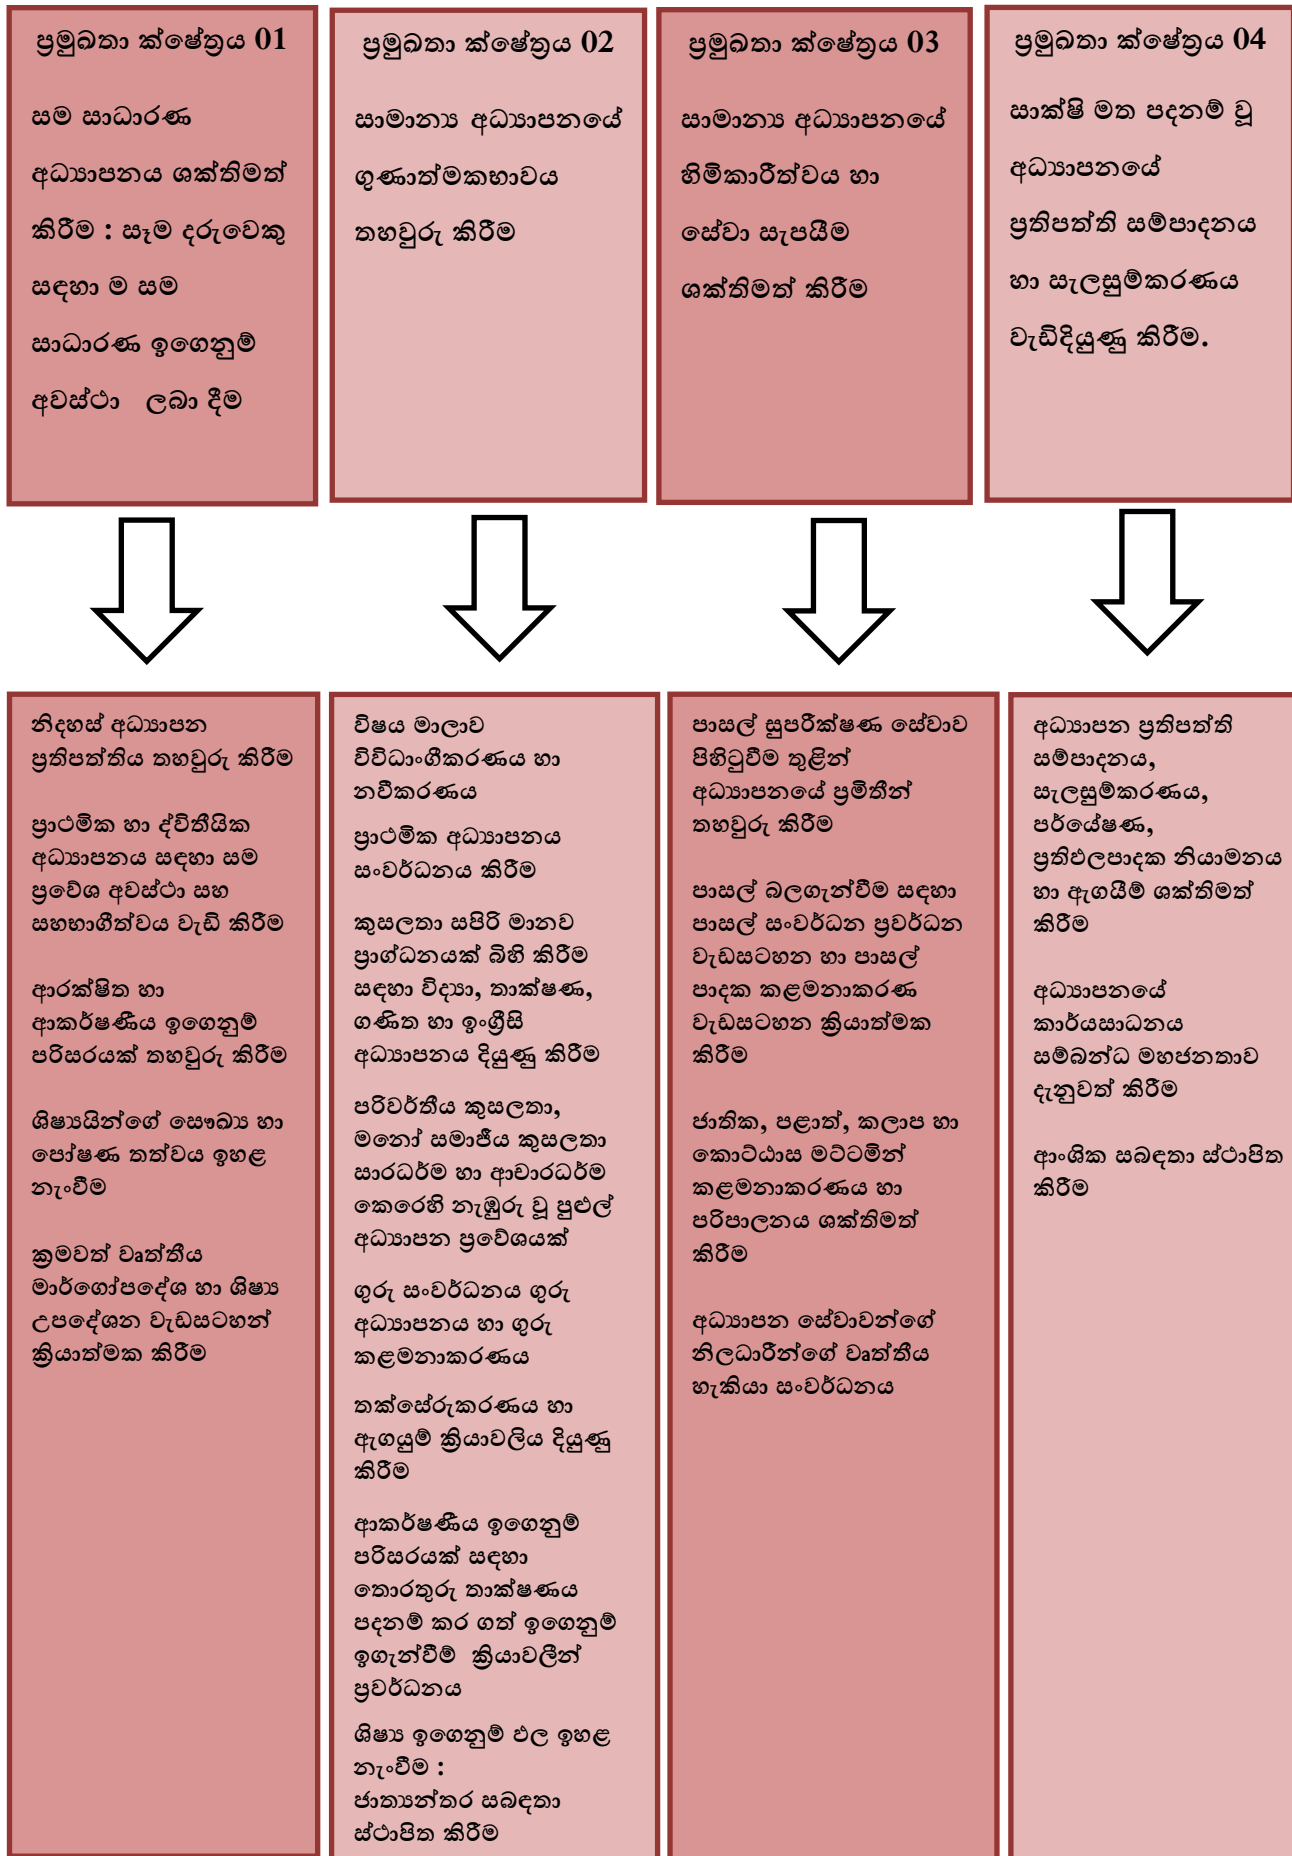 ප්‍රමුඛතා ක්ෂේත්‍රය 01
සම සාධාරණ
අධ්‍යාපනය ශක්තිමත්
කිරීම : සෑම දරුවෙකු
සඳහා ම සම
සාධාරණ ඉගෙනුම්
අවස්ථා ලබා දීම
ප්‍රමුඛතා ක්ෂේත්‍රය 02
සාමාන්‍ය අධ්‍යාපනයේ
ගුණාත්මකභාවය
තහවුරු කිරීම
ප්‍රමුඛතා ක්ෂේත්‍රය 03
සාමාන්‍ය අධ්‍යාපනයේ
හිමිකාරීත්වය හා
සේවා සැපයීම
ශක්තිමත් කිරීම
ප්‍රමුඛතා ක්ෂේත්‍රය 04
සාක්ෂි මත පදනම් වූ
අධ්‍යාපනයේ
ප්‍රතිපත්ති සම්පාදනය
හා සැලසුම්කරණය
වැඩිදියුණු කිරීම.
නිදහස් අධ්‍යාපන
ප්‍රතිපත්තිය තහවුරු කිරීම
ප්‍රාථමික හා ද්විතීයික
අධ්‍යාපනය සඳහා සම
ප්‍රවේශ අවස්ථා සහ
සහභාගීත්වය වැඩි කිරීම
ආරක්ෂිත හා
ආකර්ෂණීය ඉගෙනුම්
පරිසරයක් තහවුරු කිරීම
ශිෂ්‍යයින්ගේ සෞඛ්‍ය හා
පෝෂණ තත්වය ඉහළ
නැංවීම
ක්‍රමවත් වෘත්තීය
මාර්ගෝපදේශ හා ශිෂ්‍ය
උපදේශන වැඩසටහන්
ක්‍රියාත්මක කිරීම
විෂය මාලාව
විවිධාංගීකරණය හා
නවීකරණය
ප්‍රාථමික අධ්‍යාපනය
සංවර්ධනය කිරීම
කුසලතා සපිරි මානව
ප්‍රාග්ධනයක් බිහි කිරීම
සඳහා විද්‍යා, තාක්ෂණ,
ගණිත හා ඉංග්‍රීසි
අධ්‍යාපනය දියුණු කිරීම
පරිවර්තීය කුසලතා,
මනෝ සමාජීය කුසලතා
සාරධර්ම හා ආචාරධර්ම
කෙරෙහි නැඹුරු වූ පුළුල්
අධ්‍යාපන ප්‍රවේශයක්
ගුරු සංවර්ධනය ගුරු
අධ්‍යාපනය හා ගුරු
කළමනාකරණය
තක්සේරුකරණය හා
ඇගයුම් ක්‍රියාවලිය දියුණු
කිරීම
ආකර්ෂණීය ඉගෙනුම්
පරිසරයක් සඳහා
තොරතුරු තාක්ෂණය
පදනම් කර ගත් ඉගෙනුම්
ඉගැන්වීම් ක්‍රියාවලීන්
ප්‍රවර්ධනය
ශිෂ්‍ය ඉගෙනුම් ඵල ඉහළ
නැංවීම :
ජාත්‍යන්තර සබඳතා
ස්ථාපිත කිරීම
පාසල් සුපරීක්ෂණ සේවාව
පිහිටුවීම තුළින්
අධ්‍යාපනයේ ප්‍රමිතීන්
තහවුරු කිරීම
පාසල් බලගැන්වීම සඳහා
පාසල් සංවර්ධන ප්‍රවර්ධන
වැඩසටහන හා පාසල්
පාදක කළමනාකරණ
වැඩසටහන ක්‍රියාත්මක
කිරීම
ජාතික, පළාත්, කලාප හා
කොට්ඨාස මට්ටමින්
කළමනාකරණය හා
පරිපාලනය ශක්තිමත්
කිරීම
අධ්‍යාපන සේවාවන්ගේ
නිලධාරීන්ගේ වෘත්තීය
හැකියා සංවර්ධනය
අධ්‍යාපන ප්‍රතිපත්ති
සම්පාදනය,
සැලසුම්කරණය,
පර්යේෂණ,
ප්‍රතිඵලපාදක නියාමනය
හා ඇගයීම් ශක්තිමත්
කිරීම
අධ්‍යාපනයේ
කාර්යසාධනය
සම්බන්ධ මහජනතාව
දැනුවත් කිරීම
ආංශික සබඳතා ස්ථාපිත
කිරීම